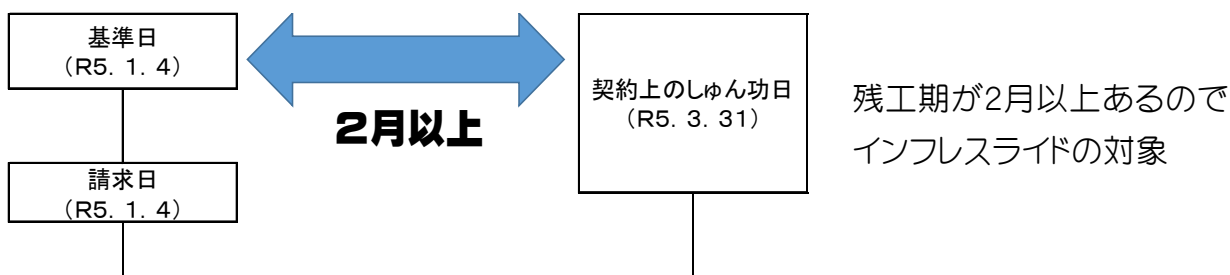 基準日
（R5．1．4）
２月以上
契約上のしゅん功日
（R5．3．31）
残工期が2月以上あるので
インフレスライドの対象
請求日
（R5．1．4）